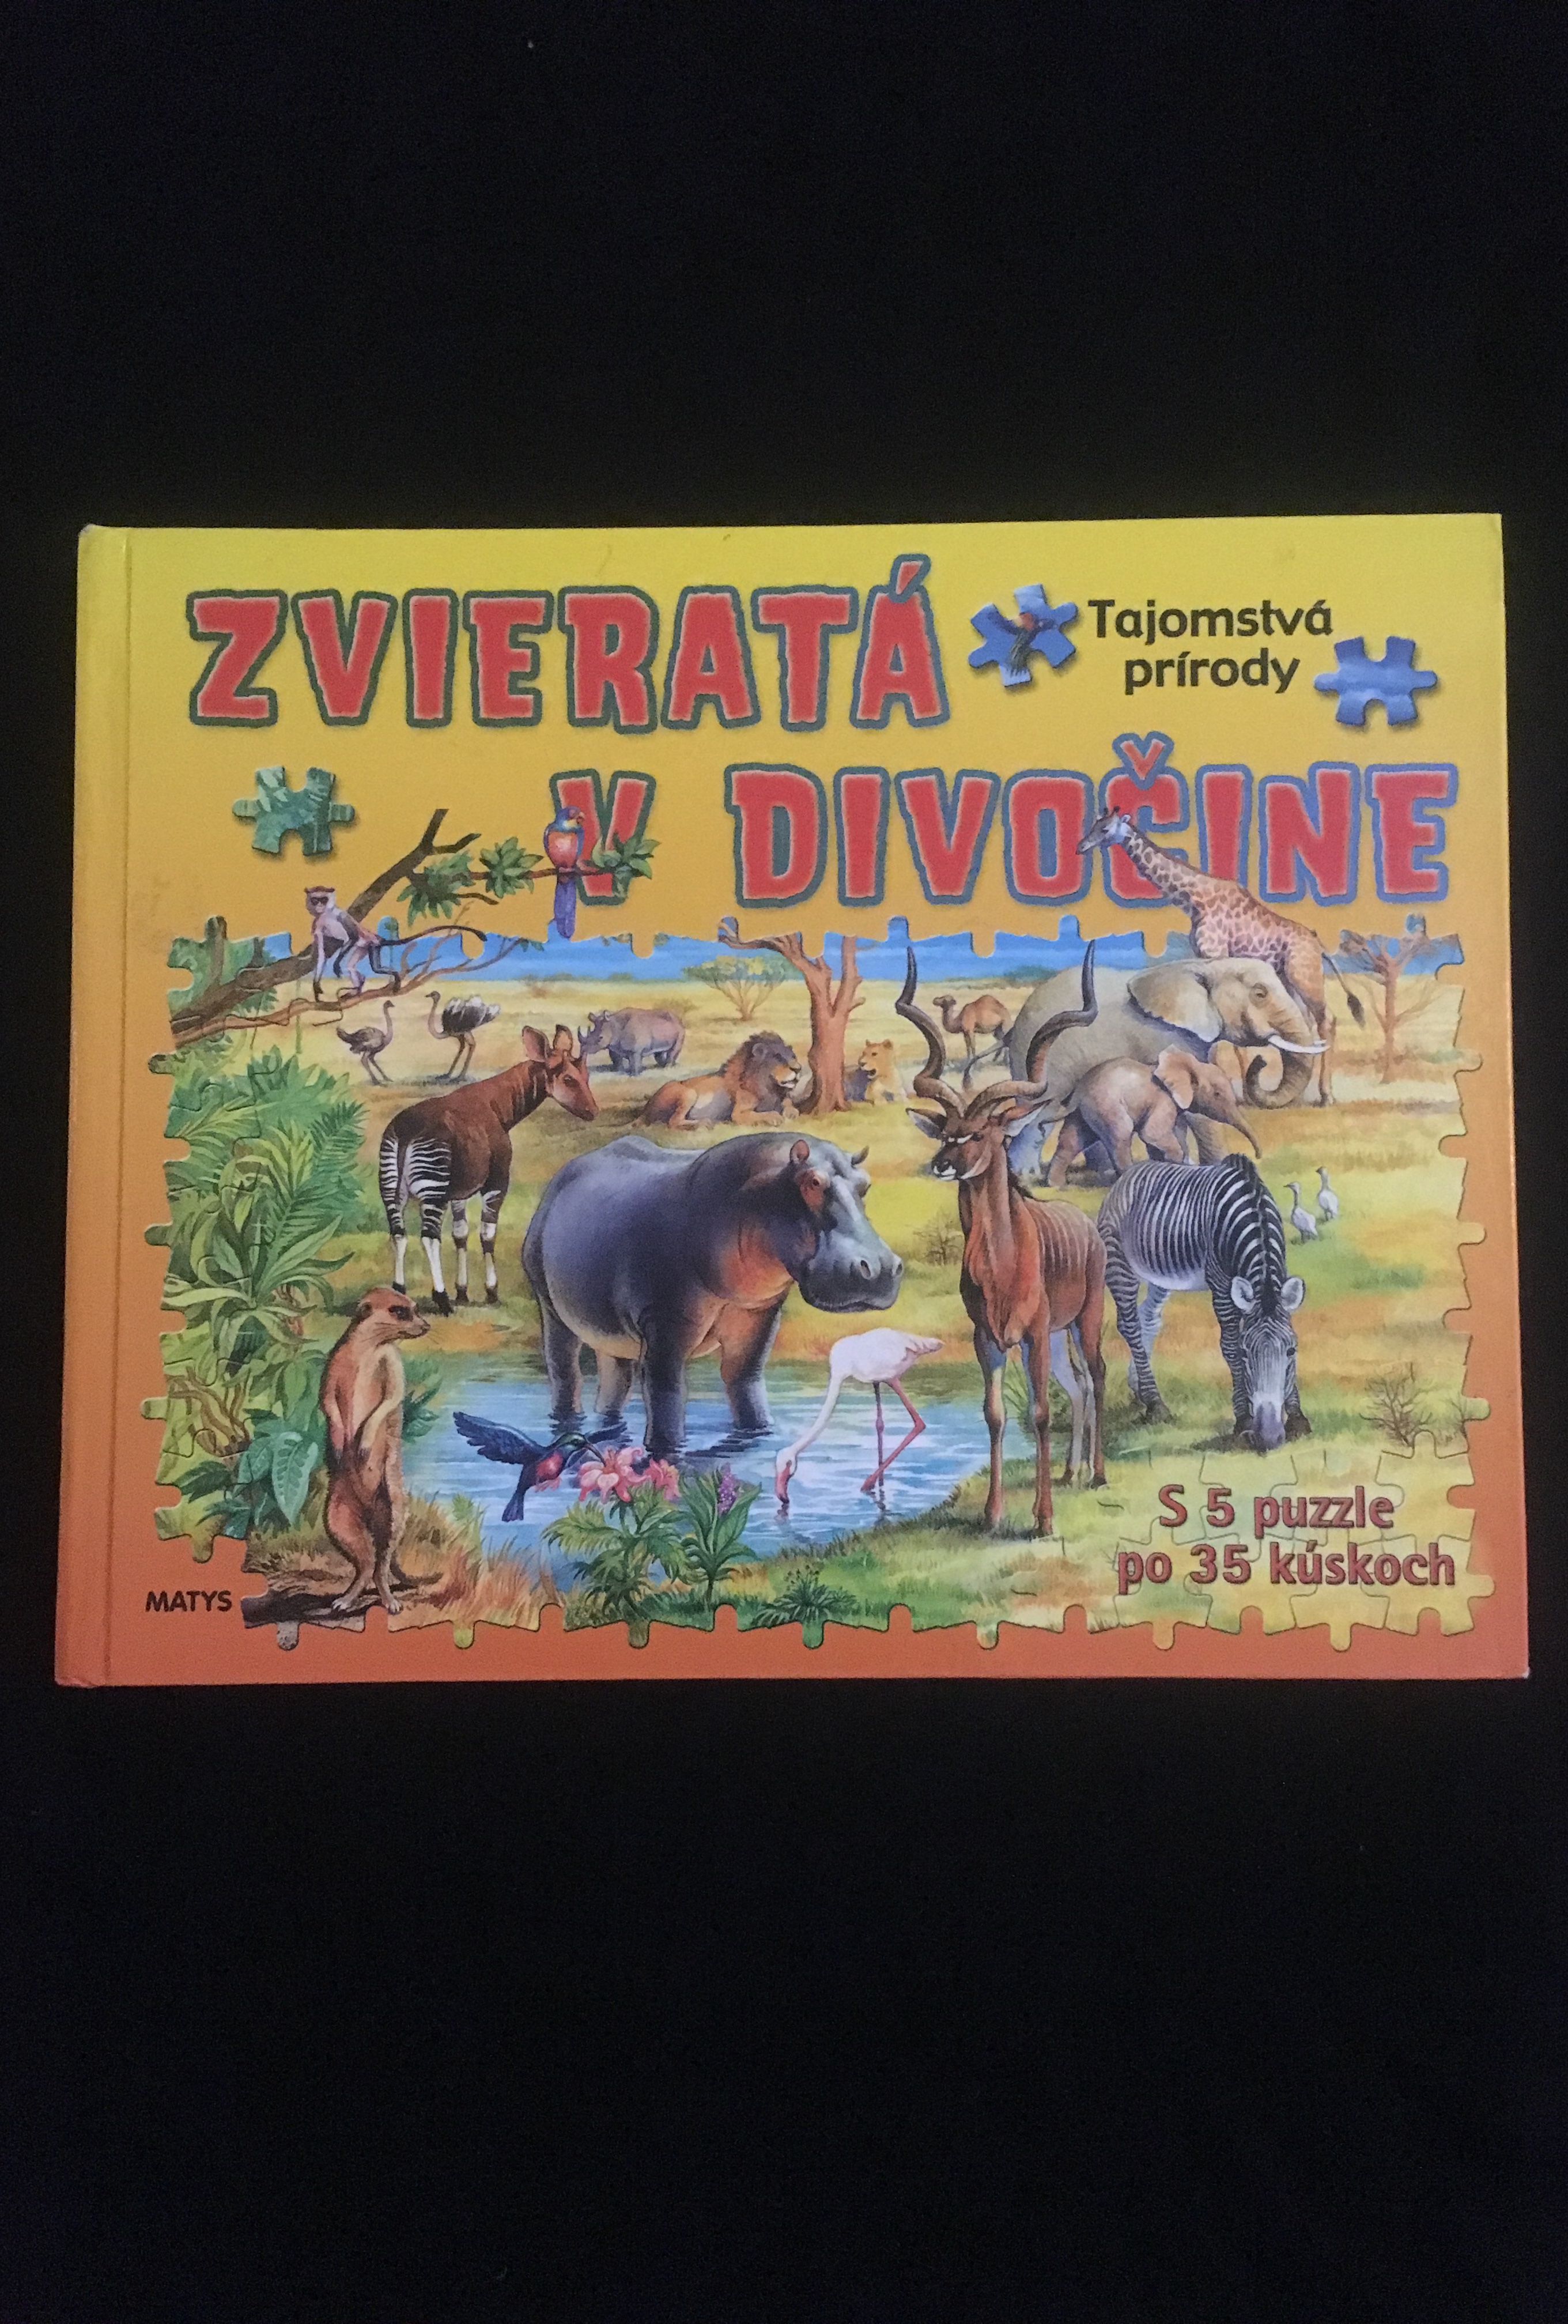 ZVIERATÁ
Tajomstvá
prírody
V DIVOČINE
S 5 puzzle
po 35 kúskoch
MATYS